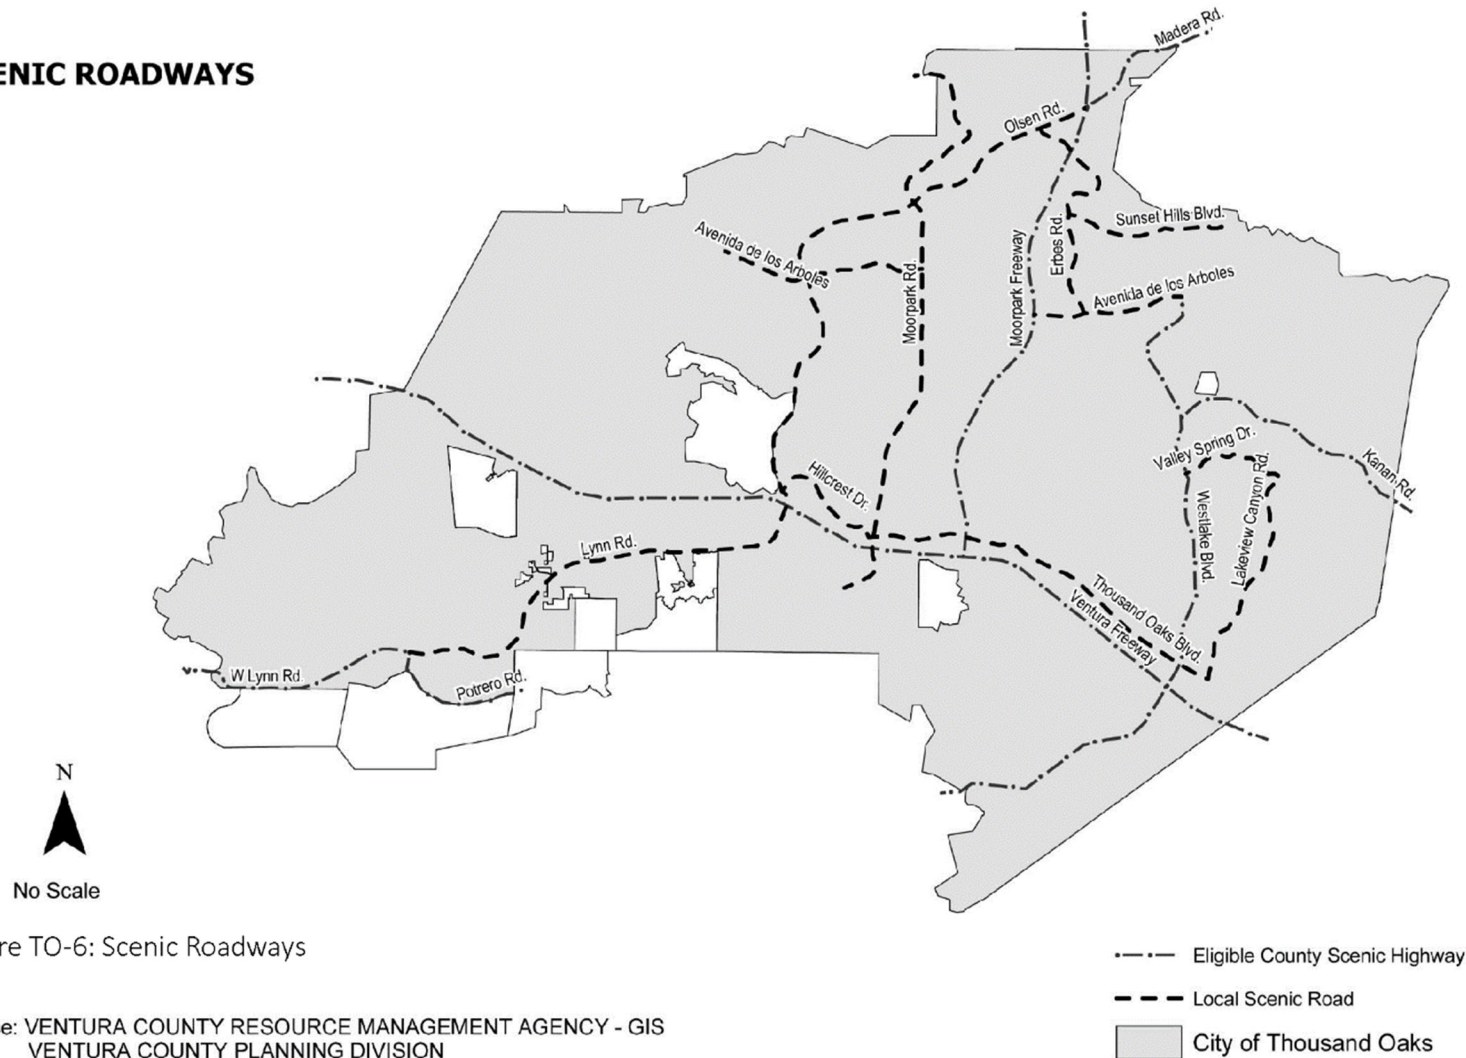 ENIC ROADWAYS
Madera Rd.
Olsen Rd.
Sunset Hills Blvd.
Avenida de los Arboles
Erbes Rd.
Moorpark Freeway
Moorpark Rd.
Avenida de los Arboles
Valley Spring Dr.
Kanan Rd.
Hillcrest Dr.
Lakeview Canyon Rd.
Westlake Blvd.
Lynn Rd.
Thousand Oaks Blvd.
Ventura Freeway
W Lynn Rd.
Potrero Rd.
N
No Scale
re TO-6: Scenic Roadways
Eligible County Scenic Highway
Local Scenic Road
City of Thousand Oaks
e: VENTURA COUNTY RESOURCE MANAGEMENT AGENCY - GIS
VENTURA COUNTY PLANNING DIVISION